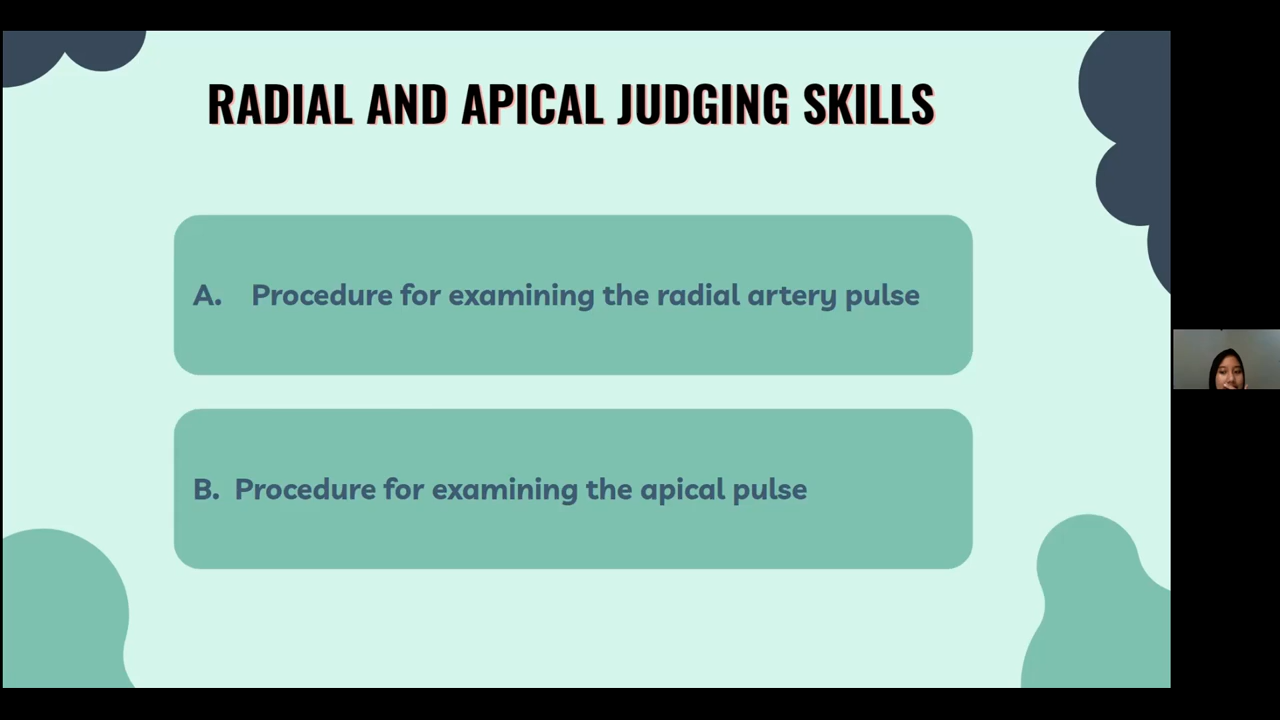 RADIAL AND APICAL JUDGING SKILLS
A. Procedure for examining the radial artery pulse
B. Procedure for examining the apical pulse